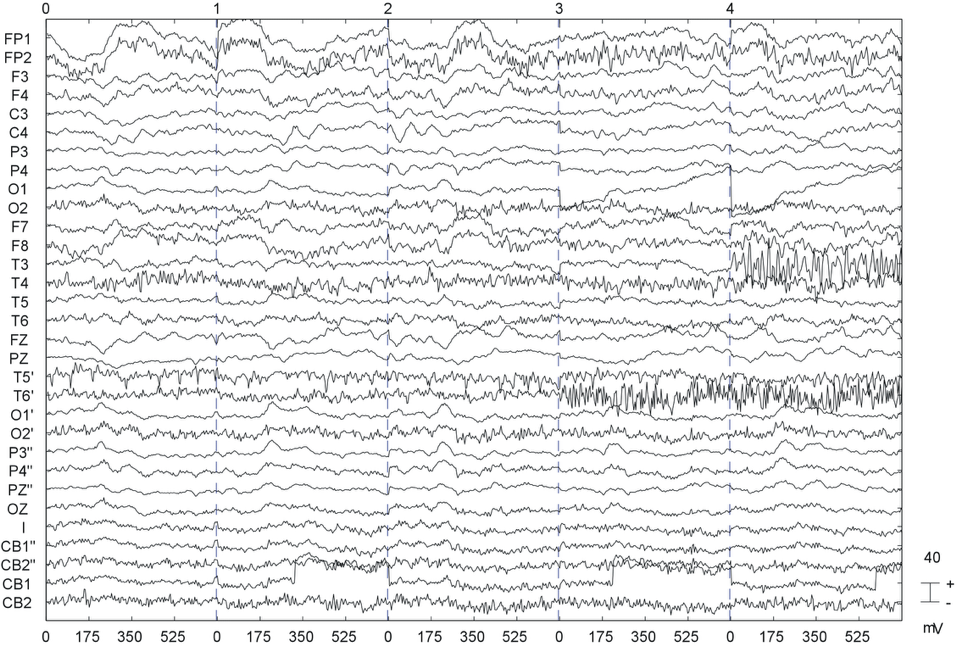 0 1 2 3 4
FP1
FP2
F3
F4
C3
C4
P3
P4
O1
O2
F7
F8
T3
T4
T5
T6
FZ
PZ
T5'
T6'
O1'
O2'
P3"
P4"
PZ"
OZ
I
CB1"
CB2"
CB1
CB2
0 175 350 525 0 175 350 525 0 175 350 525 0 175 350 525 0 175 350 525
40
+
-
mV